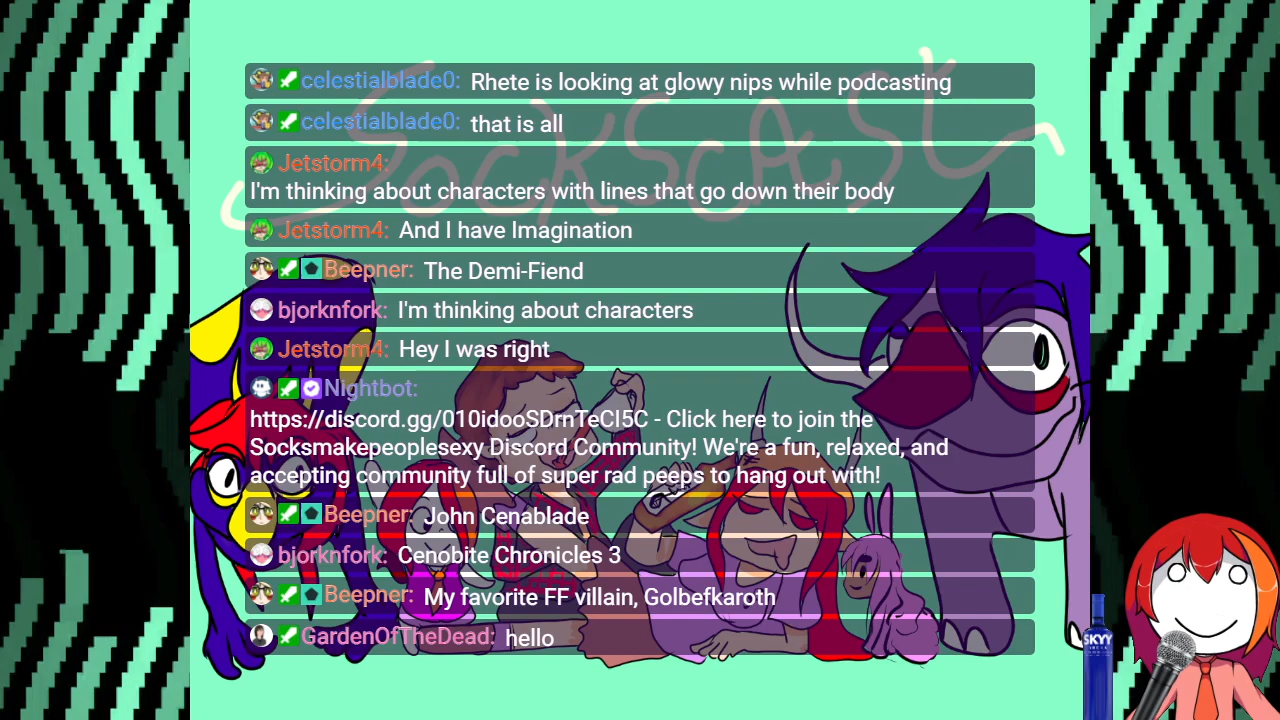 SOCKSCAST
celestialblade0: Rhete is looking at glowy nips while podcasting
celestialblade0: that is all
Jetstorm4:
I'm thinking about characters with lines that go down their body
Jetstorm4: And I have Imagination
Beepner: The Demi-Fiend
bjorknfork: I'm thinking about characters
Jetstorm4: Hey I was right
Nightbot:
https://discord.gg/010idooSDrnTeCl5C - Click here to join the
Socksmakepeoplesexy Discord Community! We're a fun, relaxed, and
accepting community full of super rad peeps to hang out with!
Beepner: John Cenablade
bjorknfork: Cenobite Chronicles 3
Beepner: My favorite FF villain, Golbefkaroth
GardenOfTheDead: hello
SKYY